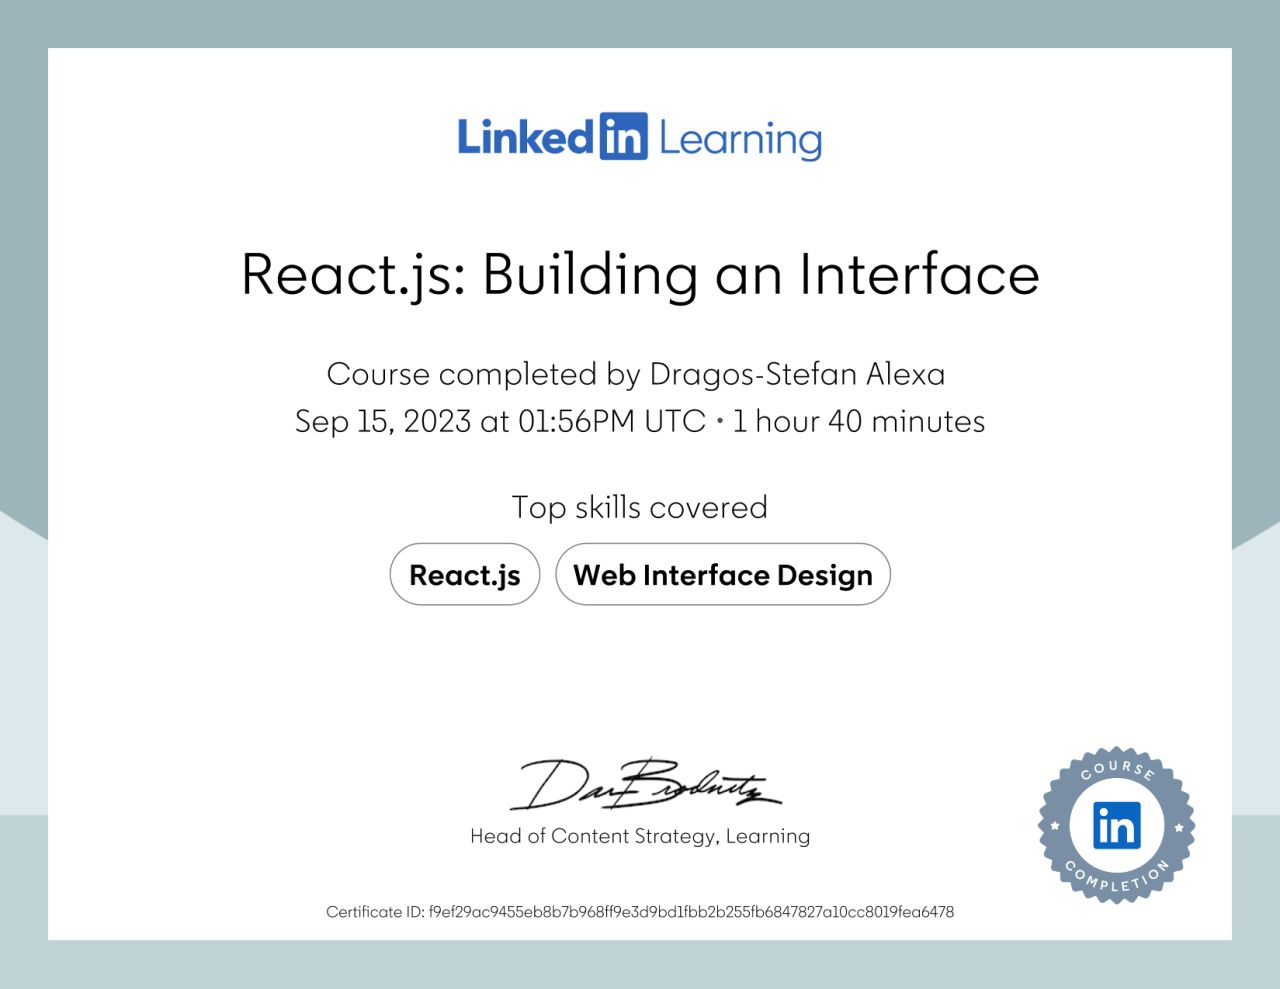 Linked in Learning
React.js: Building an Interface
Course completed by Dragos-Stefan Alexa
Sep 15, 2023 at 01:56PM UTC • 1 hour 40 minutes
Top skills covered
React.js
Web Interface Design
Dan Brodnitz
Head of Content Strategy, Learning
COURSE
in
COMPLETION
Certificate ID: f9ef29ac9455eb8b7b968ff9e3d9bd1fbb2b255fb6847827a10cc8019fea6478